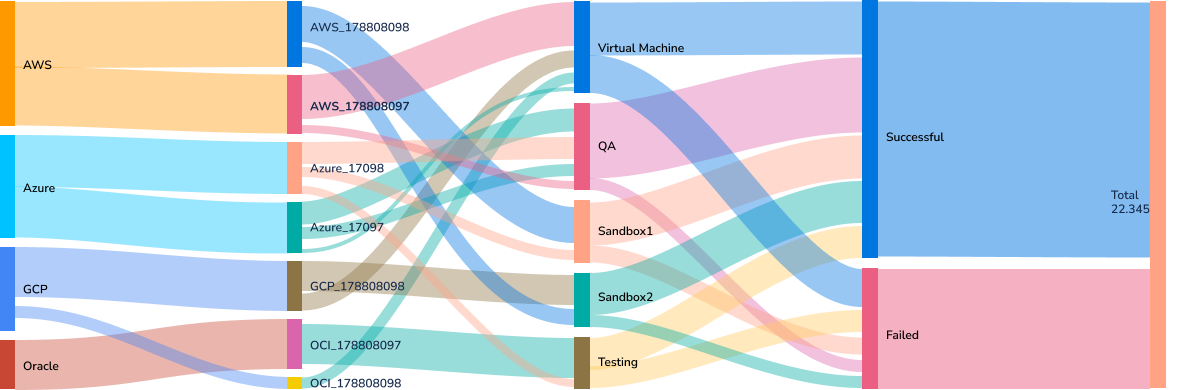 AWS
Azure
GCP
Oracle
AWS_178808098
AWS_178808097
Azure_17098
Azure_17097
GCP_178808098
OCI_178808097
OCI_178808098
Virtual Machine
QA
Sandbox1
Sandbox2
Testing
Successful
Failed
Total
22.345